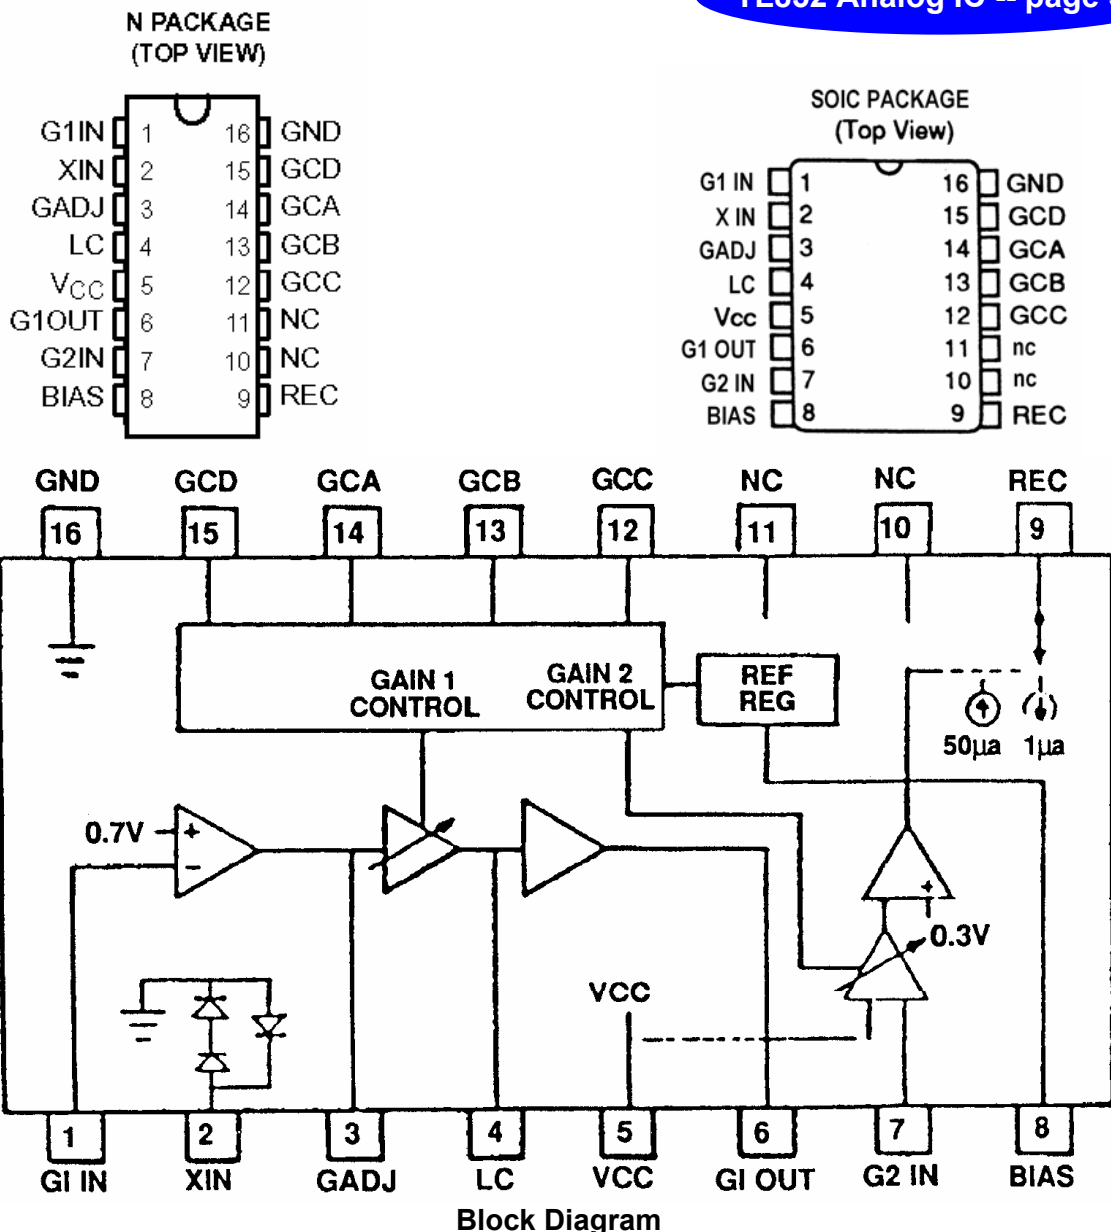 TL852 Analog IC -- page
N PACKAGE
(TOP VIEW)
G1IN 1 16 GND
XIN 2 15 GCD
GADJ 3 14 GCA
LC 4 13 GCB
VCC 5 12 GCC
G1OUT 6 11 NC
G2IN 7 10 NC
BIAS 8 9 REC
SOIC PACKAGE
(Top View)
G1 IN 1 16 GND
X IN 2 15 GCD
GADJ 3 14 GCA
LC 4 13 GCB
Vcc 5 12 GCC
G1 OUT 6 11 nc
G2 IN 7 10 nc
BIAS 8 9 REC
GND GCD GCA GCB GCC NC NC REC
16 15 14 13 12 11 10 9
GAIN 1
CONTROL
GAIN 2
CONTROL
REF
REG
50µa 1µa
0.7V + −
+
0.3V
VCC
1 2 3 4 5 6 7 8
GI IN XIN GADJ LC VCC GI OUT G2 IN BIAS
Block Diagram